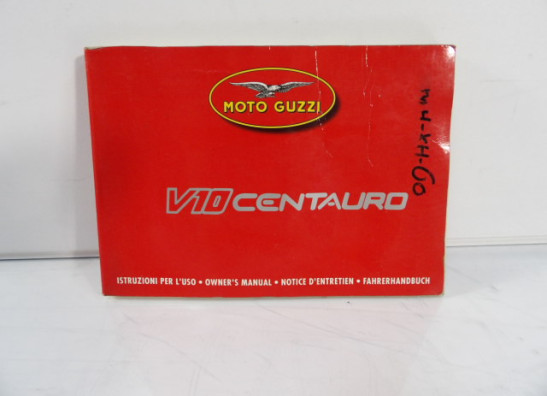 MOTO GUZZI
V10 CENTAURO
ISTRUZIONI PER L'USO • OWNER'S MANUAL • NOTICE D'ENTRETIEN • FAHRERHANDBUCH